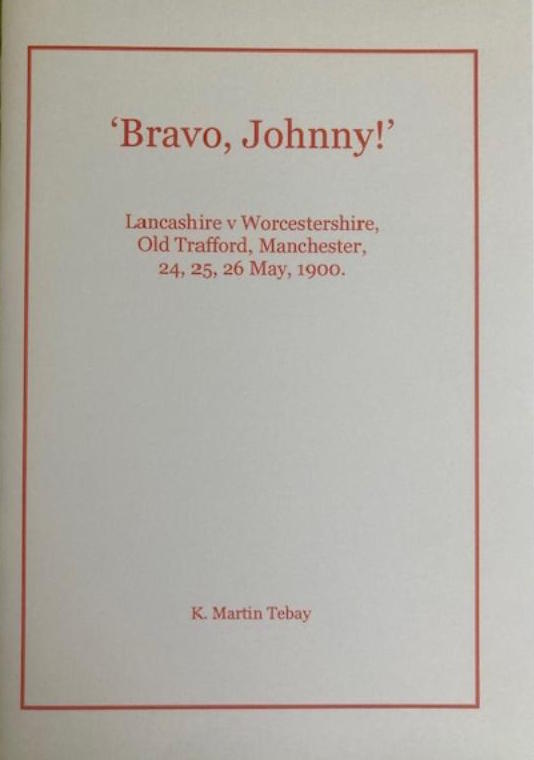 ‘Bravo, Johnny!’
Lancashire v Worcestershire,
Old Trafford, Manchester,
24, 25, 26 May, 1900.
K. Martin Tebay